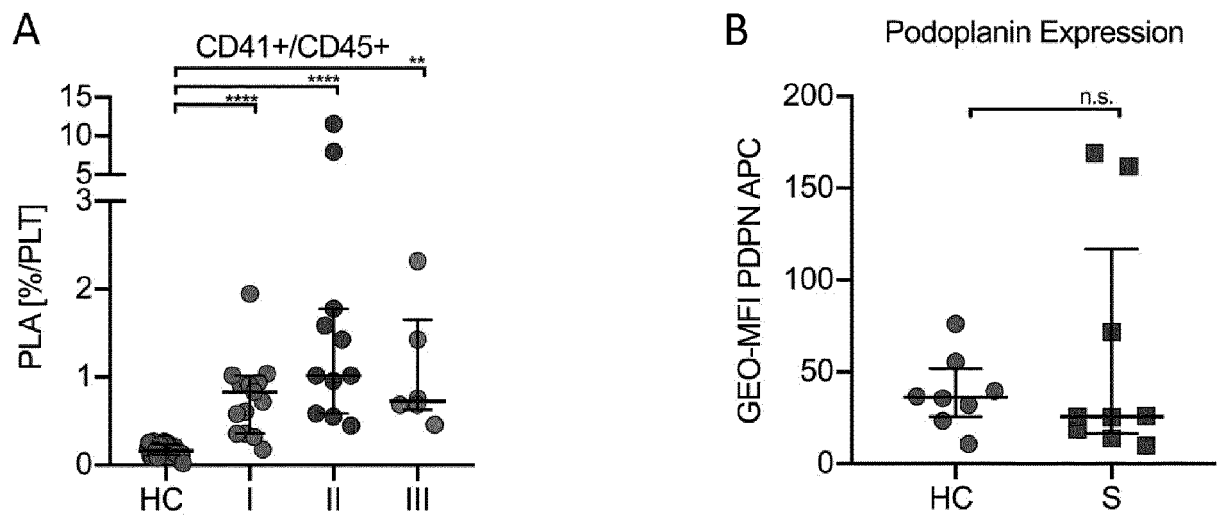 A
CD41+/CD45+
**
****
****
PLA [%/PLT]
15
10
5
3
2
1
0
HC
I
II
III
B
Podoplanin Expression
n.s.
GEO-MFI PDPN APC
200
150
100
50
0
HC
S